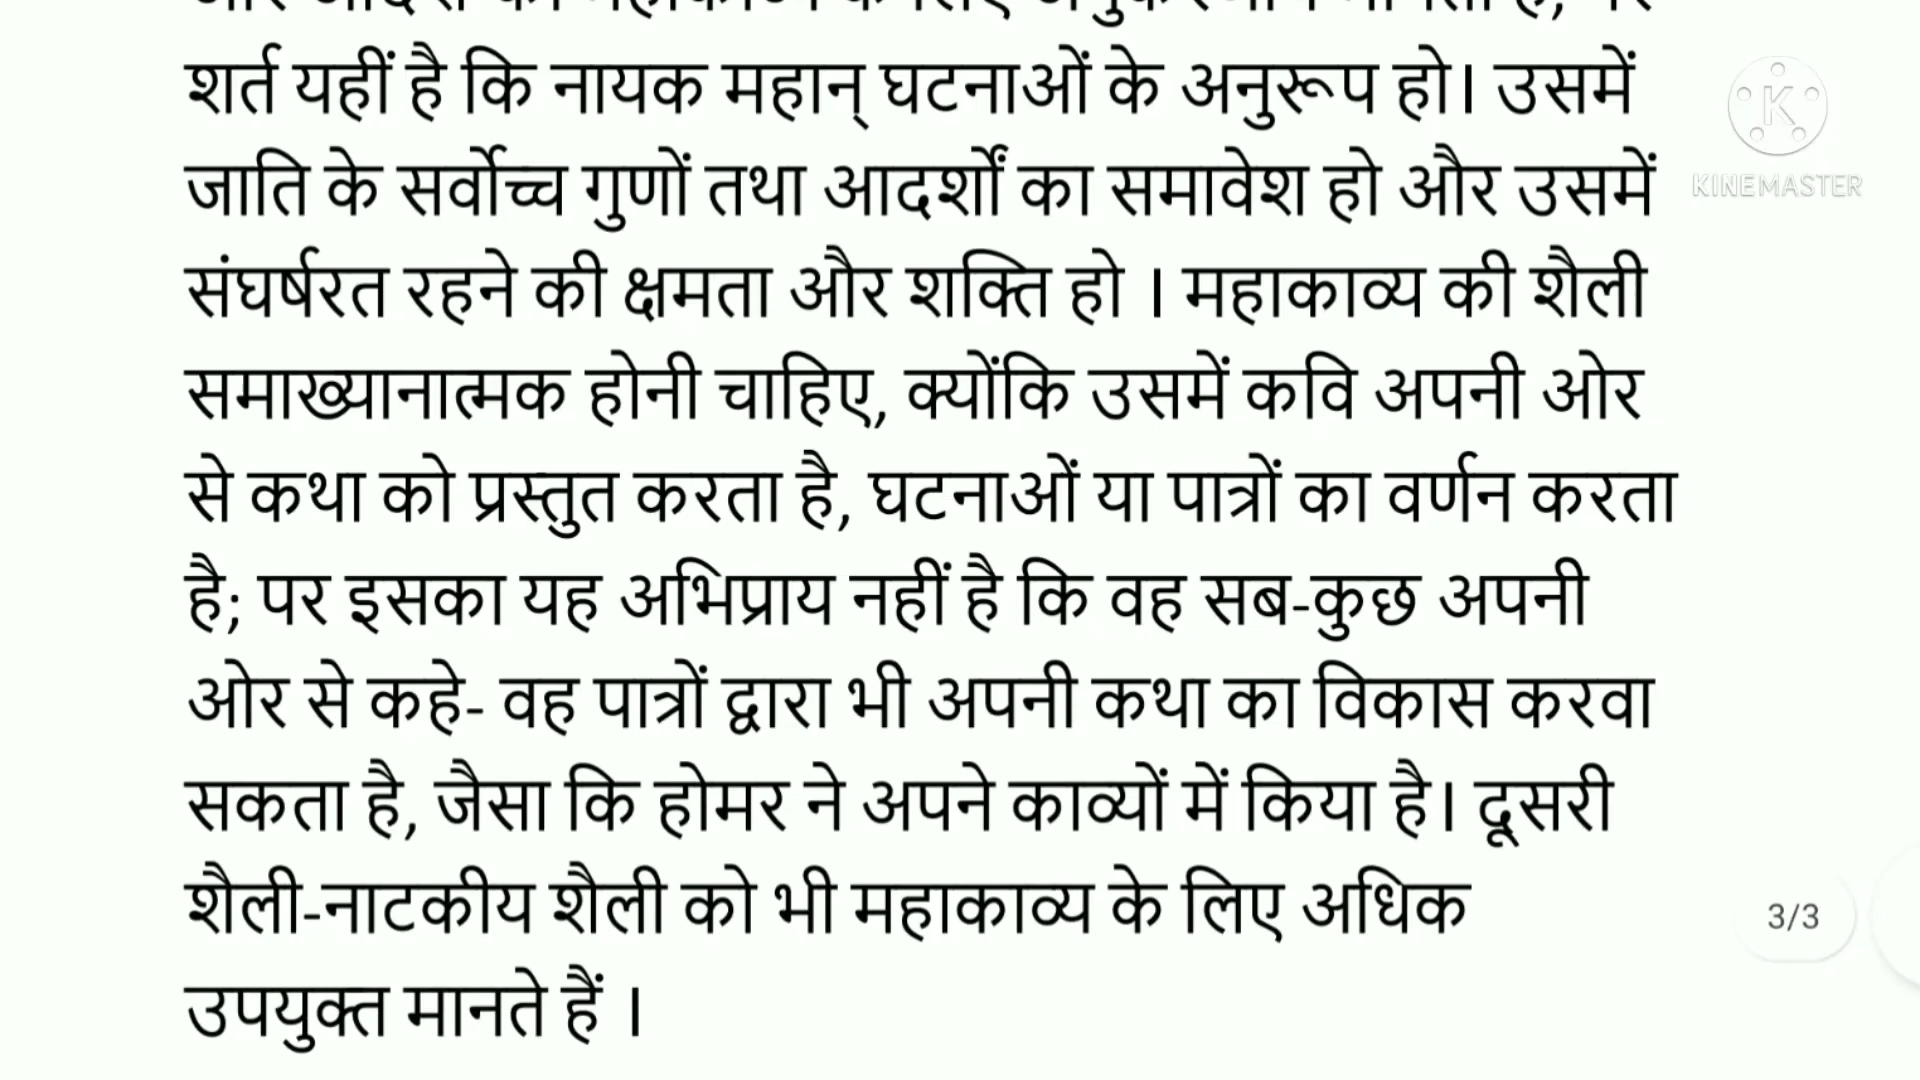 शर्त यहीं है कि नायक महान् घटनाओं के अनुरूप हो। उसमें
जाति के सर्वोच्च गुणों तथा आदर्शों का समावेश हो और उसमें
संघर्षरत रहने की क्षमता और शक्ति हो । महाकाव्य की शैली
समाख्यानात्मक होनी चाहिए, क्योंकि उसमें कवि अपनी ओर
से कथा को प्रस्तुत करता है, घटनाओं या पात्रों का वर्णन करता
है; पर इसका यह अभिप्राय नहीं है कि वह सब-कुछ अपनी
ओर से कहे- वह पात्रों द्वारा भी अपनी कथा का विकास करवा
सकता है, जैसा कि होमर ने अपने काव्यों में किया है। दूसरी
शैली-नाटकीय शैली को भी महाकाव्य के लिए अधिक
उपयुक्त मानते हैं ।
K
KINEMASTER
3/3